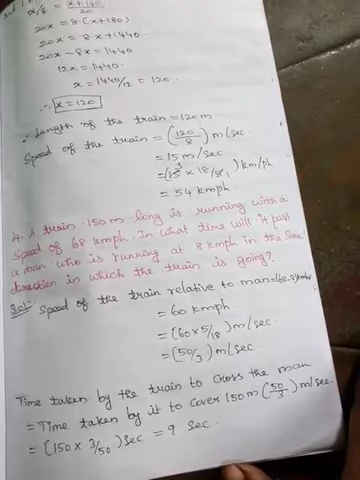 x/8 = x+180/20
20x = 8(x+180)
20x = 8x+1440
20x - 8x = 1440
12x = 1440
x = 1440/12 = 120.
∴ x = 120
∴ Length of the train = 120m
Speed of the train = (120/8) m/sec.
= 15 m/sec.
= (15 x 18/5) km/ph
= 54 kmph.
4. A train 150m long is running with a
speed of 68 kmph. In what time will it pass
a man who is running at 8 kmph in the same
direction in which the train is going?
Sol:- Speed of the train relative to man = (68-8) kmph
= 60 kmph.
= (60 x 5/18) m/sec
= (50/3) m/sec.
Time taken by the train to cross the man
= Time taken by it to cover 150m (50/3) m/sec.
= (150 x 3/50) sec = 9 sec.